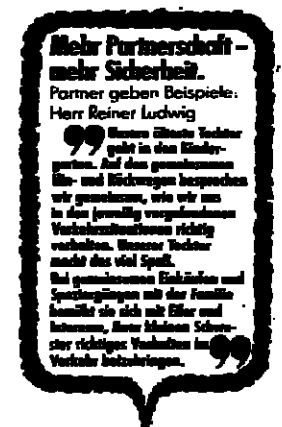 Mehr Partnerschaft –
mehr Sicherheit.
Partner geben Beispiele:
Herr Reiner Ludwig
„Unsere älteste Tochter
geht in den Kinder-
garten. Auf den gemeinsamen
Hin- und Rückwegen besprechen
wir gemeinsam, wie wir uns
in den jeweilig vorgefundenen
Verkehrssituationen richtig
verhalten. Unserer Tochter
macht das viel Spaß.
Bei gemeinsamen Einkäufen und
Spaziergängen mit der Familie
bemüht sie sich mit Eifer und
Interesse, ihrer kleinen Schwe-
ster richtiges Verhalten im
Verkehr beizubringen.”